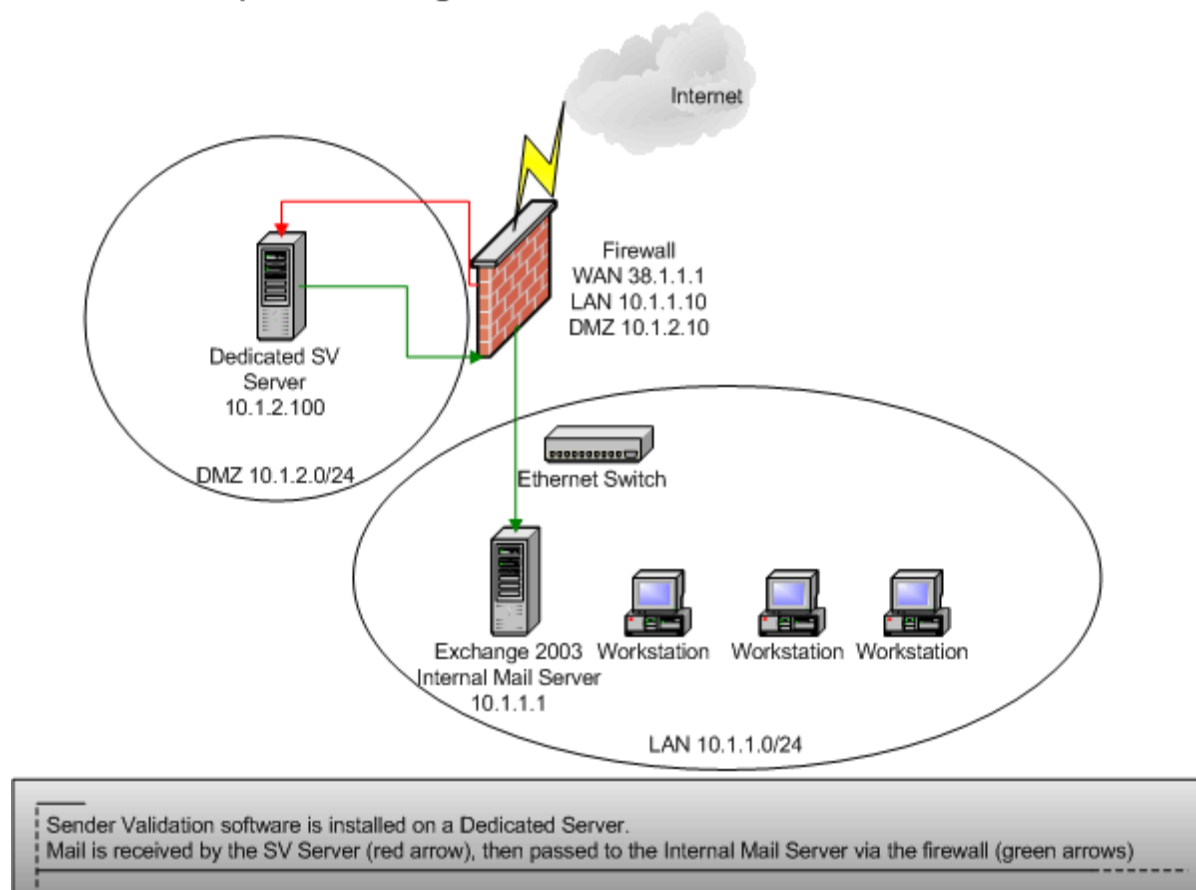 Internet
Firewall
WAN 38.1.1.1
LAN 10.1.1.10
DMZ 10.1.2.10
Dedicated SV
Server
10.1.2.100
DMZ 10.1.2.0/24
Ethernet Switch
Exchange 2003
Internal Mail Server
10.1.1.1
Workstation
Workstation
Workstation
LAN 10.1.1.0/24
Sender Validation software is installed on a Dedicated Server.
Mail is received by the SV Server (red arrow), then passed to the Internal Mail Server via the firewall (green arrows)